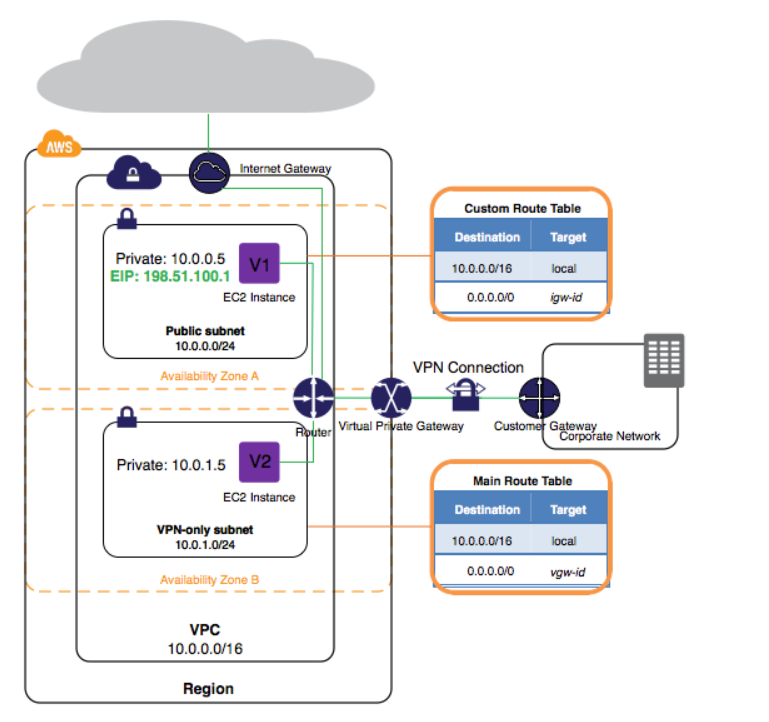 AWS
Internet Gateway
Private: 10.0.0.5
EIP: 198.51.100.1
V1
EC2 Instance
Public subnet
10.0.0.0/24
Availability Zone A
Custom Route Table
Destination Target
10.0.0.0/16 local
0.0.0.0/0 igw-id
VPN Connection
Router
Virtual Private Gateway
Customer Gateway
Corporate Network
Private: 10.0.1.5
V2
EC2 Instance
VPN-only subnet
10.0.1.0/24
Availability Zone B
Main Route Table
Destination Target
10.0.0.0/16 local
0.0.0.0/0 vgw-id
VPC
10.0.0.0/16
Region